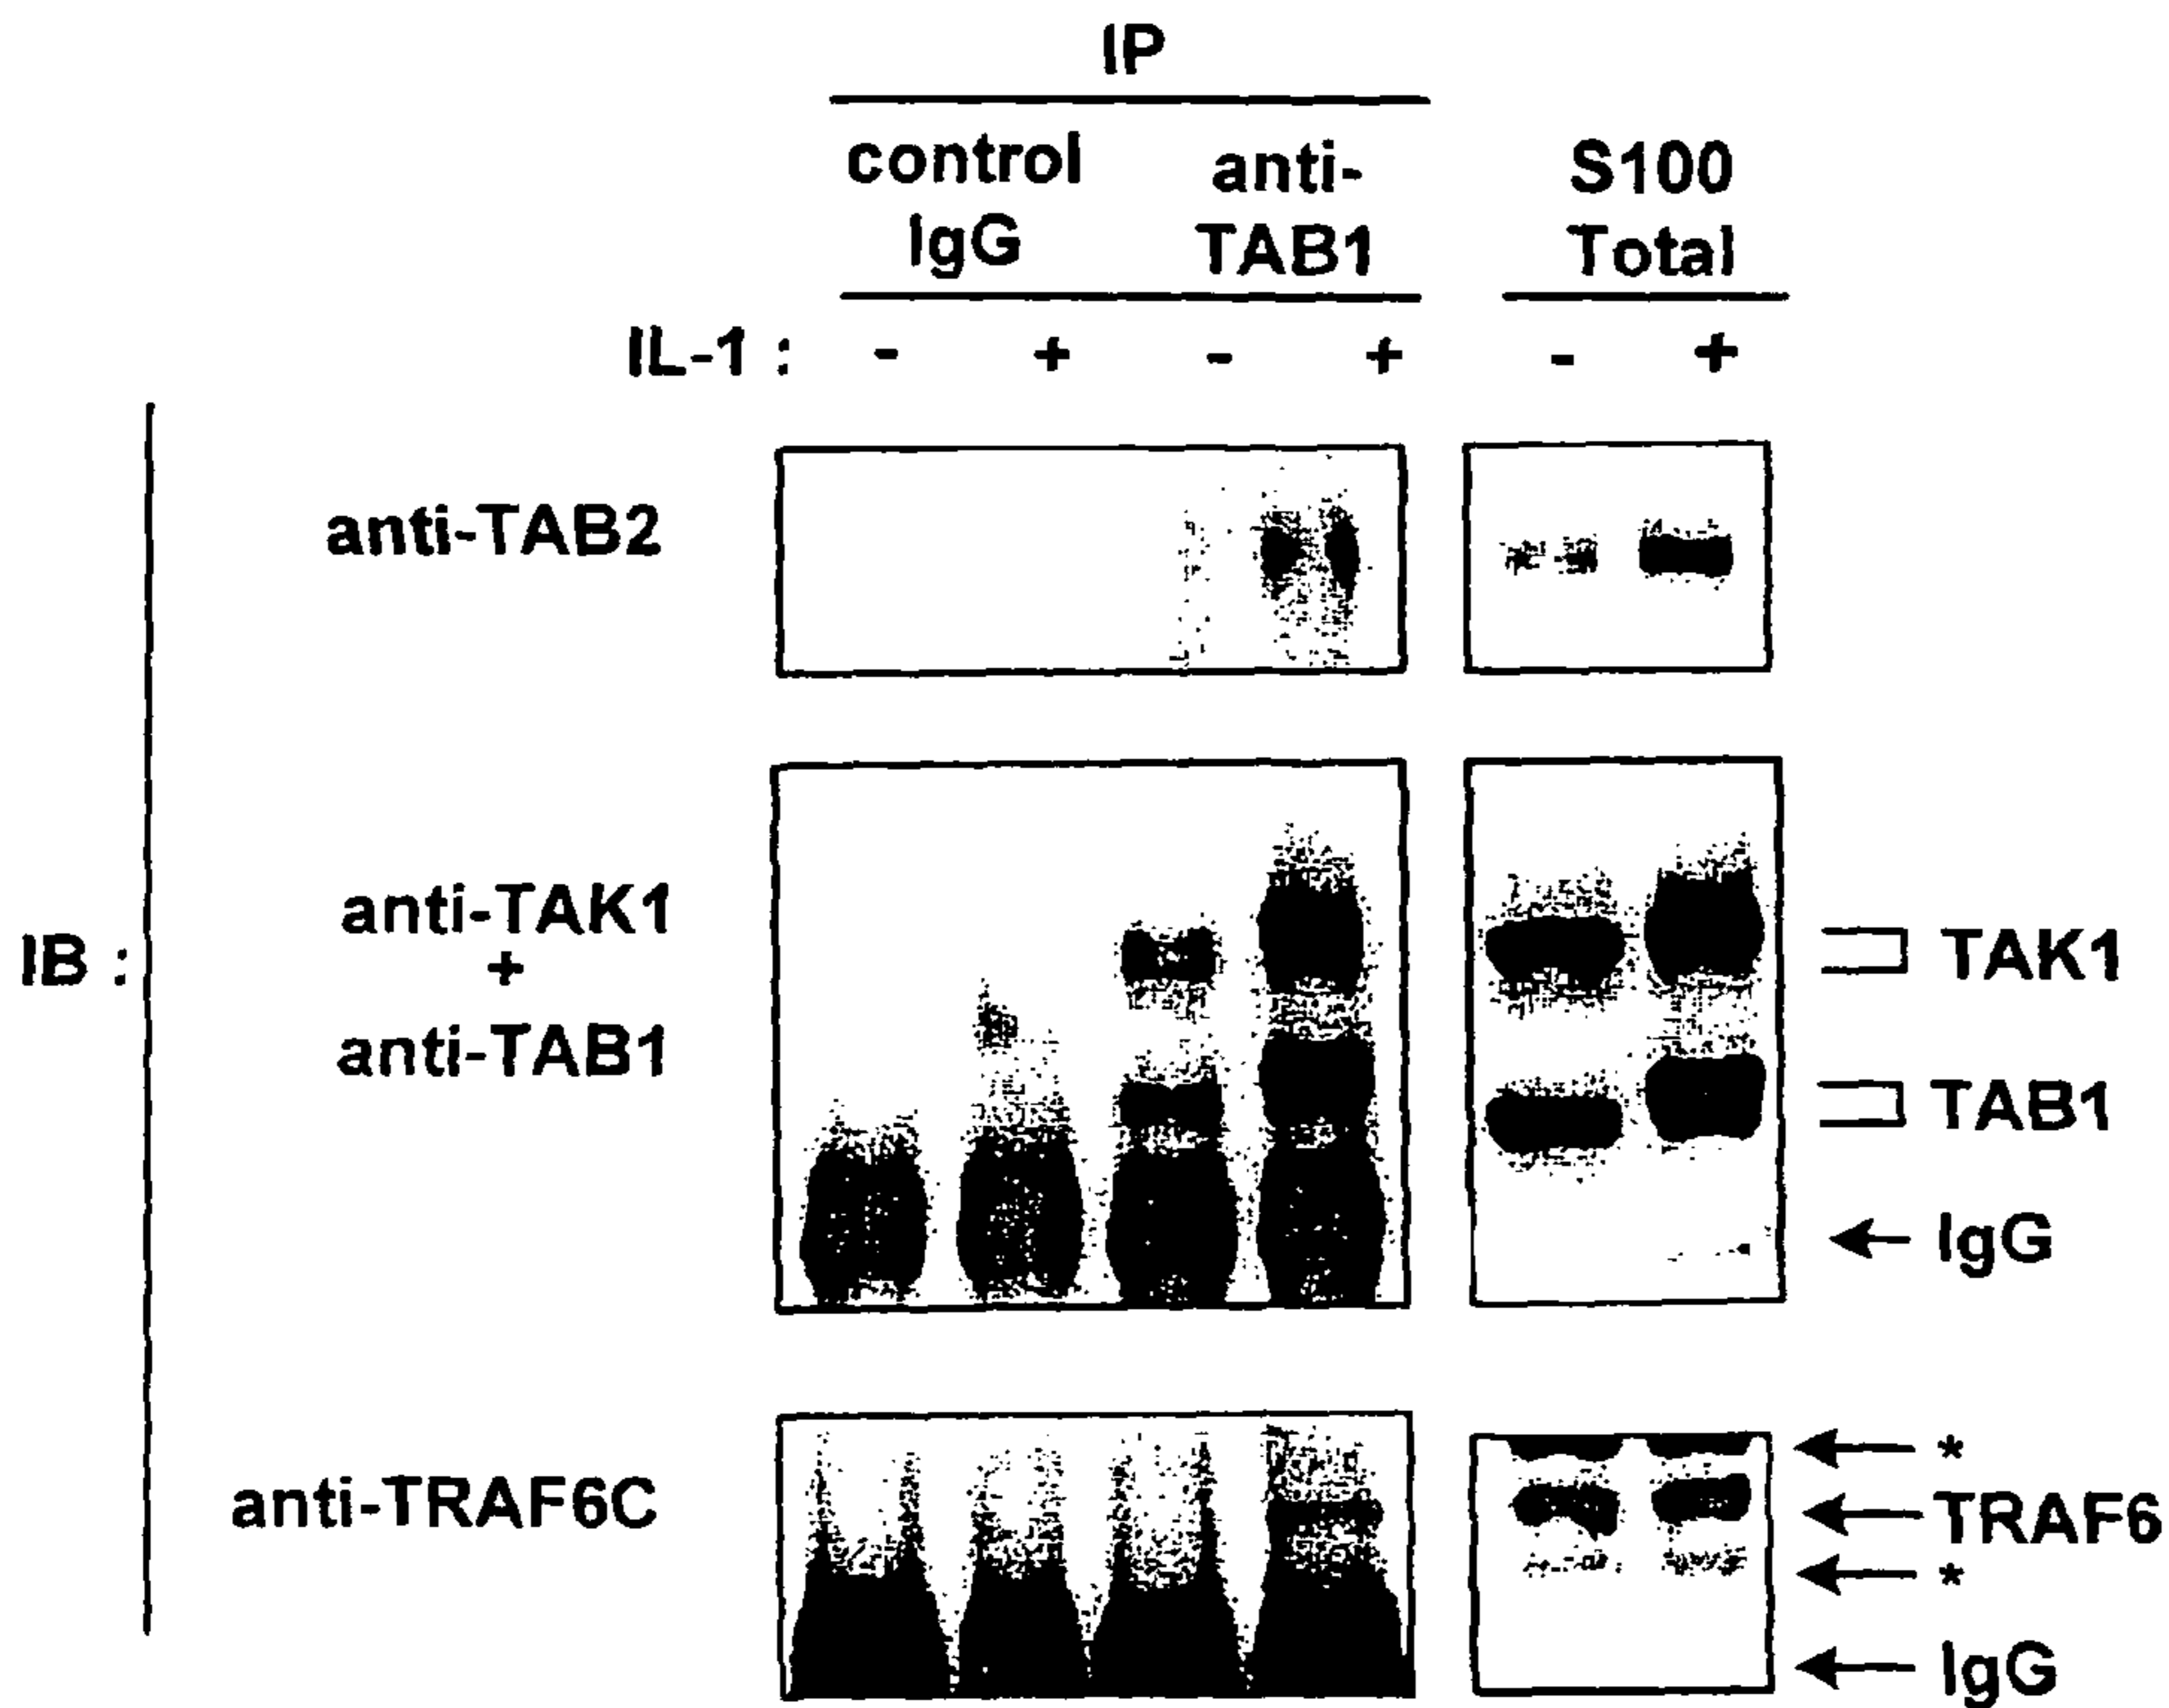 IP
control IgG
anti-TAB1
S100 Total
IL-1 : - + - + - +
IB :
anti-TAB2
anti-TAK1
+
anti-TAB1
TAK1
TAB1
IgG
anti-TRAF6C
*
TRAF6
*
IgG